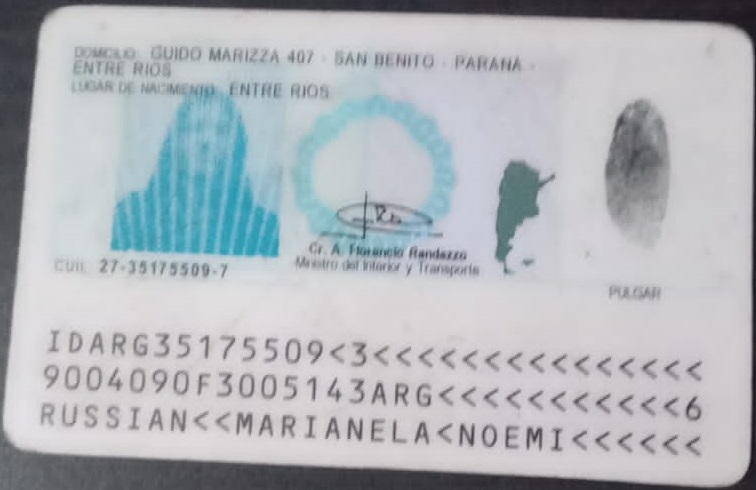 DOMICILIO: GUIDO MARIZZA 407 - SAN BENITO - PARANÁ -
ENTRE RIOS
LUGAR DE NACIMIENTO: ENTRE RIOS
Cr. A. Florencio Randazzo
Ministro del Interior y Transporte
CUIL: 27-35175509-7
PULGAR
IDARG35175509<3<<<<<<<<<<<<<<<
9004090F3005143ARG<<<<<<<<<<<6
RUSSIAN<<MARIANELA<NOEMI<<<<<<